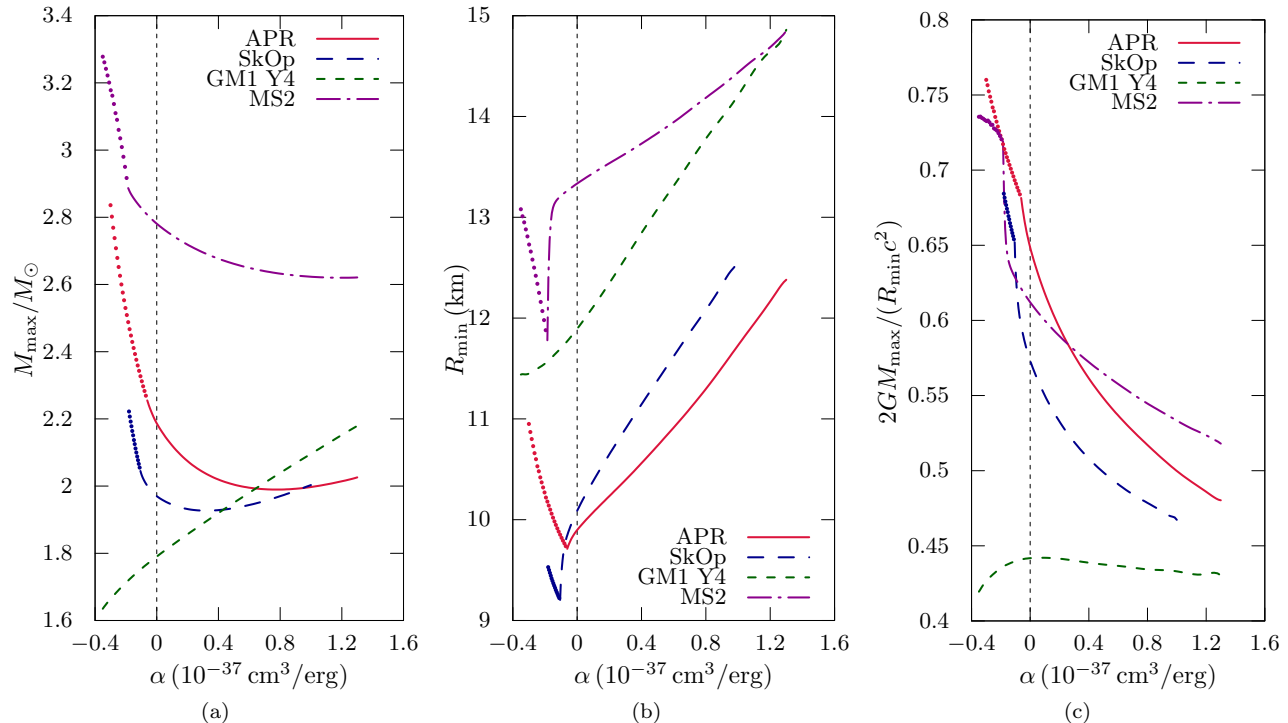 3.4
3.2
3
2.8
2.6
2.4
2.2
2
1.8
1.6
−0.4 0 0.4 0.8 1.2 1.6
M_max/M_⊙
α (10^−37 cm^3/erg)
APR
SkOp
GM1 Y4
MS2
(a)
15
14
13
12
11
10
9
−0.4 0 0.4 0.8 1.2 1.6
R_min (km)
α (10^−37 cm^3/erg)
APR
SkOp
GM1 Y4
MS2
(b)
0.8
0.75
0.7
0.65
0.6
0.55
0.5
0.45
0.4
−0.4 0 0.4 0.8 1.2 1.6
2GM_max/(R_min c^2)
α (10^−37 cm^3/erg)
APR
SkOp
GM1 Y4
MS2
(c)